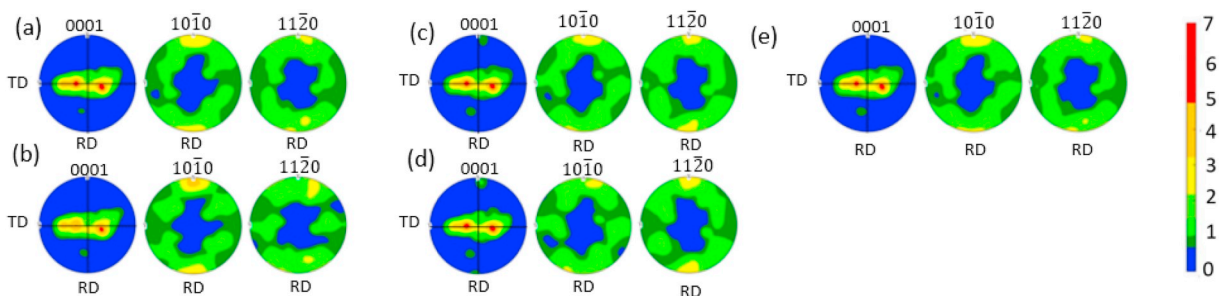 (a) 0001 101̅0 112̅0
TD
RD RD RD
(b) 0001 101̅0 112̅0
TD
RD RD RD
(c) 0001 101̅0 112̅0
TD
RD RD RD
(d) 0001 101̅0 112̅0
TD
RD RD RD
(e) 0001 101̅0 112̅0
TD
RD RD RD
7
6
5
4
3
2
1
0